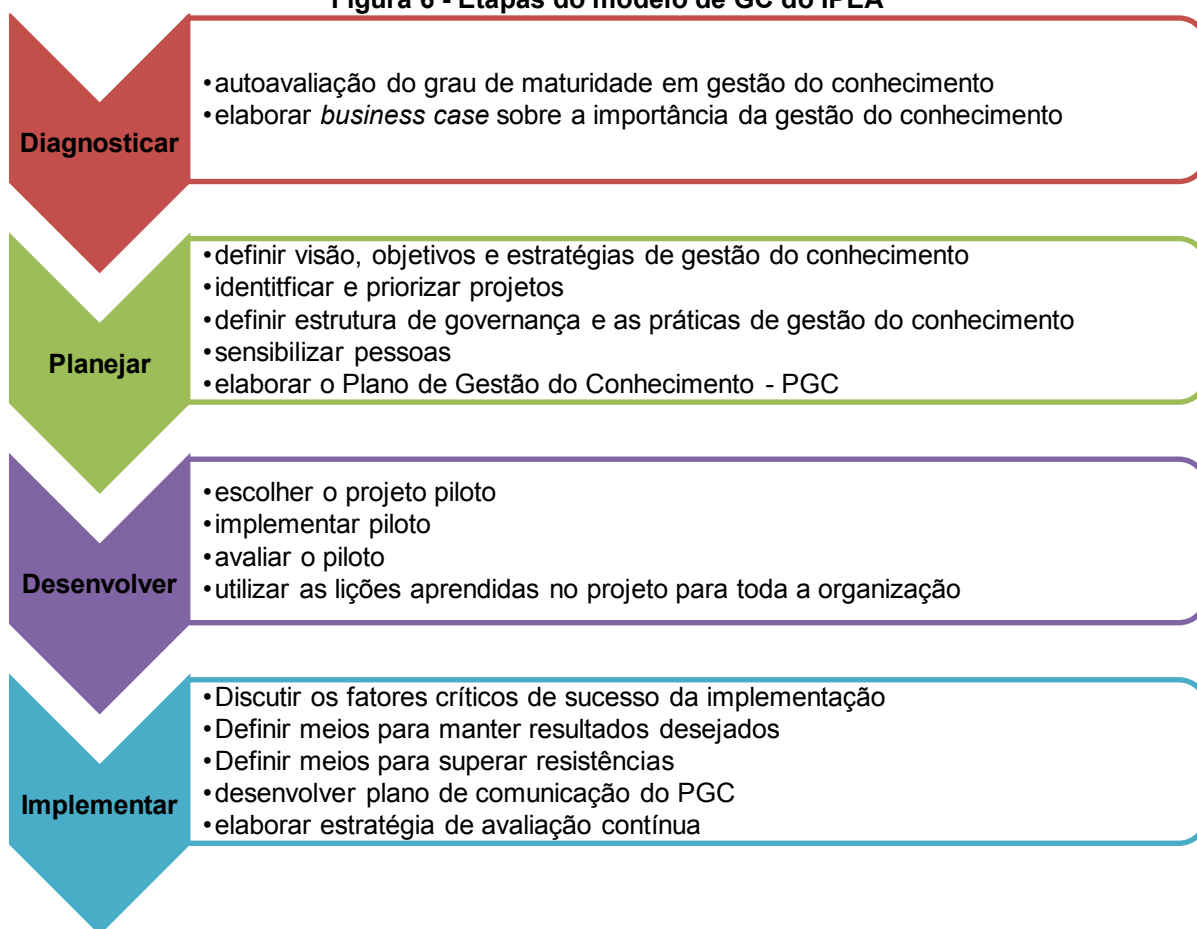 Figura 6 - Etapas do modelo de GC do IPEA
Diagnosticar
•autoavaliação do grau de maturidade em gestão do conhecimento
•elaborar business case sobre a importância da gestão do conhecimento
Planejar
•definir visão, objetivos e estratégias de gestão do conhecimento
•identitficar e priorizar projetos
•definir estrutura de governança e as práticas de gestão do conhecimento
•sensibilizar pessoas
•elaborar o Plano de Gestão do Conhecimento - PGC
Desenvolver
•escolher o projeto piloto
•implementar piloto
•avaliar o piloto
•utilizar as lições aprendidas no projeto para toda a organização
Implementar
•Discutir os fatores críticos de sucesso da implementação
•Definir meios para manter resultados desejados
•Definir meios para superar resistências
•desenvolver plano de comunicação do PGC
•elaborar estratégia de avaliação contínua